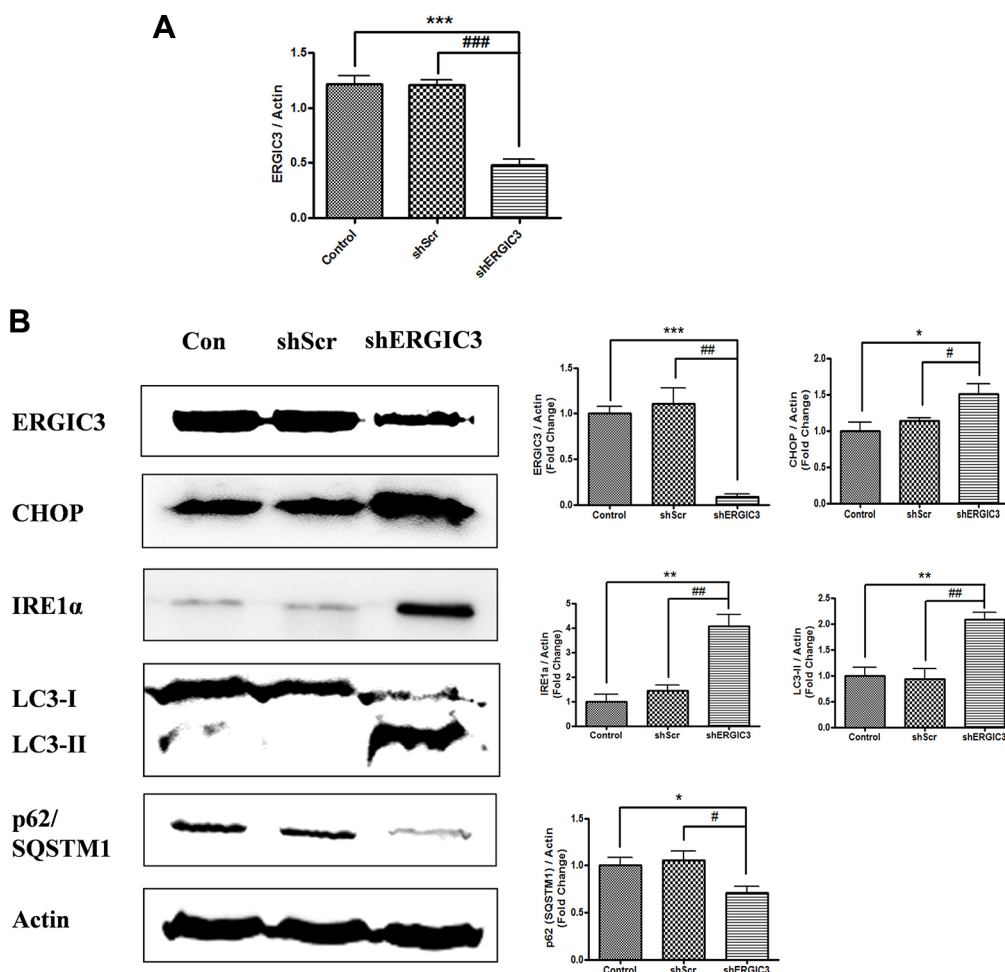 A
***
###
1.5
1.0
0.5
0.0
ERGIC3 / Actin
Control
shScr
shERGIC3
B
Con shScr shERGIC3
ERGIC3
CHOP
IRE1α
LC3-I
LC3-II
p62/
SQSTM1
Actin
***
##
1.5
1.0
0.5
0.0
ERGIC3 / Actin
(Fold Change)
Control shScr shERGIC3
*
#
2.0
1.5
1.0
0.5
0.0
CHOP / Actin
(Fold Change)
Control shScr shERGIC3
**
##
5
4
3
2
1
0
IRE1a / Actin
(Fold Change)
Control shScr shERGIC3
**
##
2.5
2.0
1.5
1.0
0.5
0.0
LC3-II / Actin
(Fold Change)
Control shScr shERGIC3
*
#
1.5
1.0
0.5
0.0
p62 (SQSTM1) / Actin
(Fold Change)
Control shScr shERGIC3